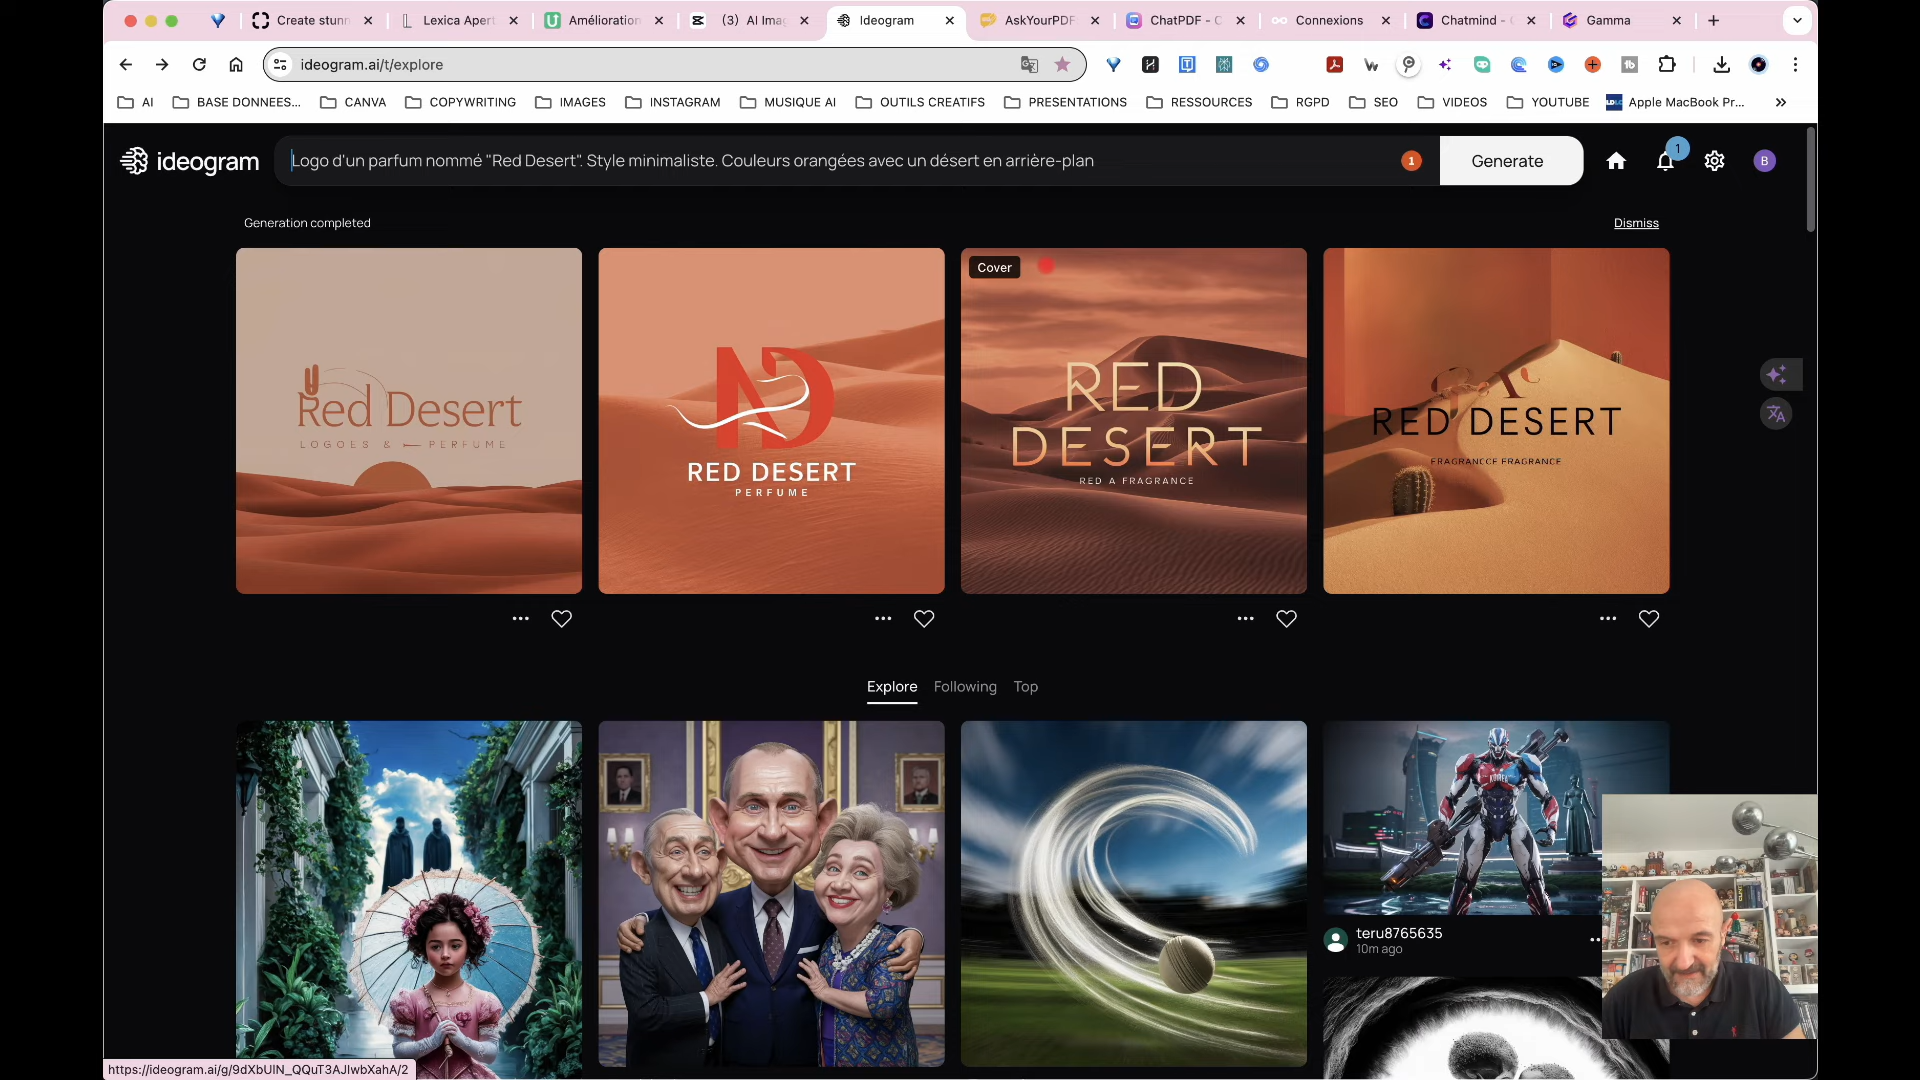 Create stunn
Lexica Apert
Amélioration
(3) AI Imag
Ideogram
AskYourPDF
ChatPDF - C
Connexions
Chatmind -
Gamma
ideogram.ai/t/explore
AI
BASE DONNEES...
CANVA
COPYWRITING
IMAGES
INSTAGRAM
MUSIQUE AI
OUTILS CREATIFS
PRESENTATIONS
RESSOURCES
RGPD
SEO
VIDEOS
YOUTUBE
Apple MacBook Pr...
ideogram
Logo d'un parfum nommé "Red Desert". Style minimaliste. Couleurs orangées avec un désert en arrière-plan
1
Generate
1
B
Generation completed
Dismiss
Red Desert
LOGOES & PERFUME
ND
RED DESERT
PERFUME
Cover
RED
DESERT
RED A FRAGRANCE
RED DESERT
FRAGRANCCF FRAGRANCE
Explore
Following
Top
teru8765635
10m ago
https://ideogram.ai/g/9dXbUlN_QQuT3AJlwbXahA/2